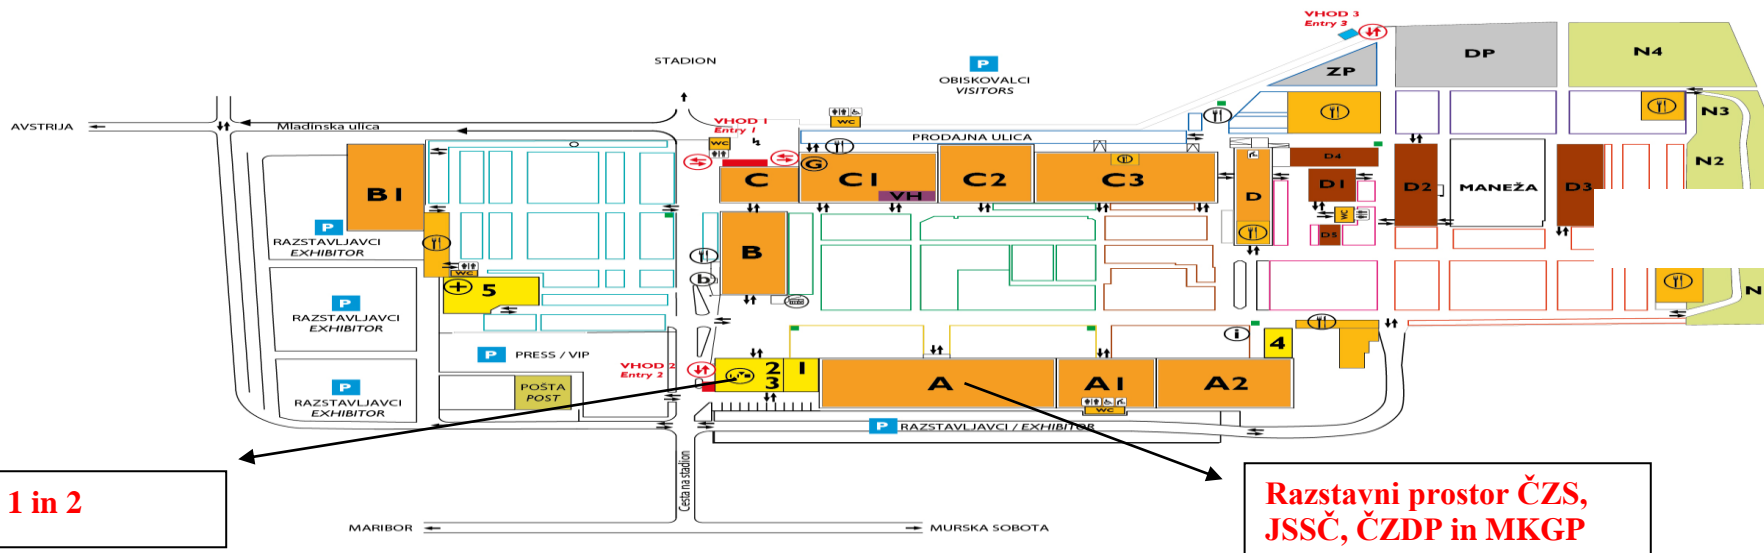 VHOD 3
Entry 3
DP
N4
ZP
STADION
P
OBISKOVALCI
VISITORS
AVSTRIJA
Mladinska ulica
VHOD 1
Entry 1
WC
WC
PRODAJNA ULICA
N3
N2
N
B1
C
G
C1
VH
C2
C3
D
D4
D1
D2
MANEŽA
D3
WC
D5
P
RAZSTAVLJAVCI
EXHIBITOR
B
b
WC
5
P
RAZSTAVLJAVCI
EXHIBITOR
P
PRESS / VIP
VHOD 2
Entry 2
2
3
1
A
A1
A2
i
4
WC
P
RAZSTAVLJAVCI
EXHIBITOR
POŠTA
POST
P
RAZSTAVLJAVCI / EXHIBITOR
Cesta na stadion
1 in 2
Razstavni prostor ČZS,
JSSČ, ČZDP in MKGP
MARIBOR
MURSKA SOBOTA